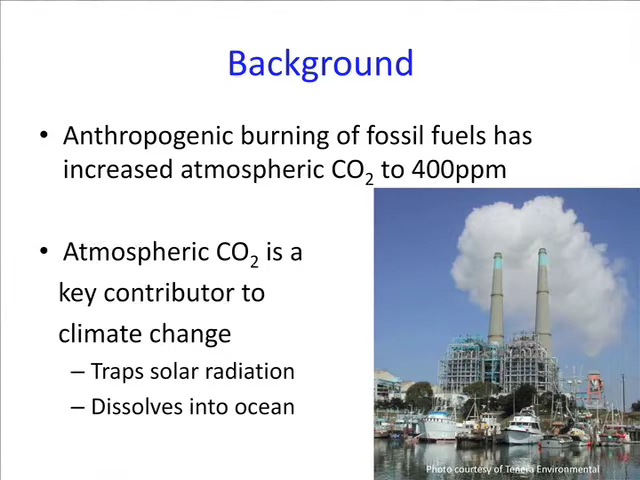 Background
• Anthropogenic burning of fossil fuels has
increased atmospheric CO₂ to 400ppm
• Atmospheric CO₂ is a
key contributor to
climate change
– Traps solar radiation
– Dissolves into ocean
Photo courtesy of Tenera Environmental